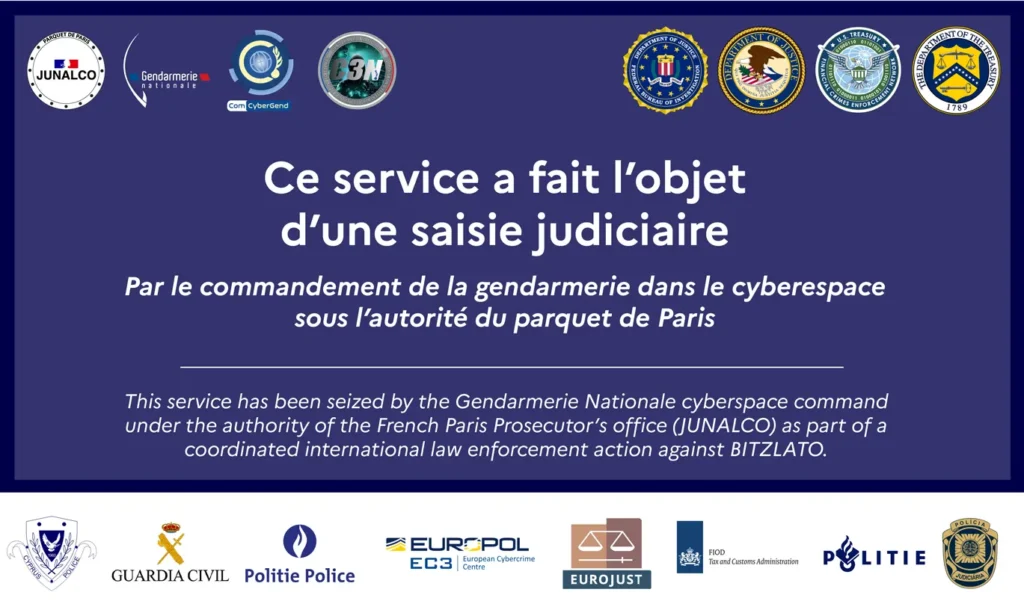 PARQUET DE PARIS
JUNALCO
Gendarmerie
nationale
ComCyberGend
C3N
DEPARTMENT OF JUSTICE
FEDERAL BUREAU OF INVESTIGATION
DEPARTMENT OF JUSTICE
U.S. TREASURY
FINANCIAL CRIMES ENFORCEMENT NETWORK
THE DEPARTMENT OF THE TREASURY
1789
Ce service a fait l’objet
d’une saisie judiciaire
Par le commandement de la gendarmerie dans le cyberespace
sous l’autorité du parquet de Paris
This service has been seized by the Gendarmerie Nationale cyberspace command
under the authority of the French Paris Prosecutor’s office (JUNALCO) as part of a
coordinated international law enforcement action against BITZLATO.
CYPRUS POLICE
GUARDIA CIVIL
Politie Police
EUROPOL
EC3 European Cybercrime
Centre
EUROJUST
FIOD
Tax and Customs Administration
POLITIE
POLÍCIA
JUDICIÁRIA